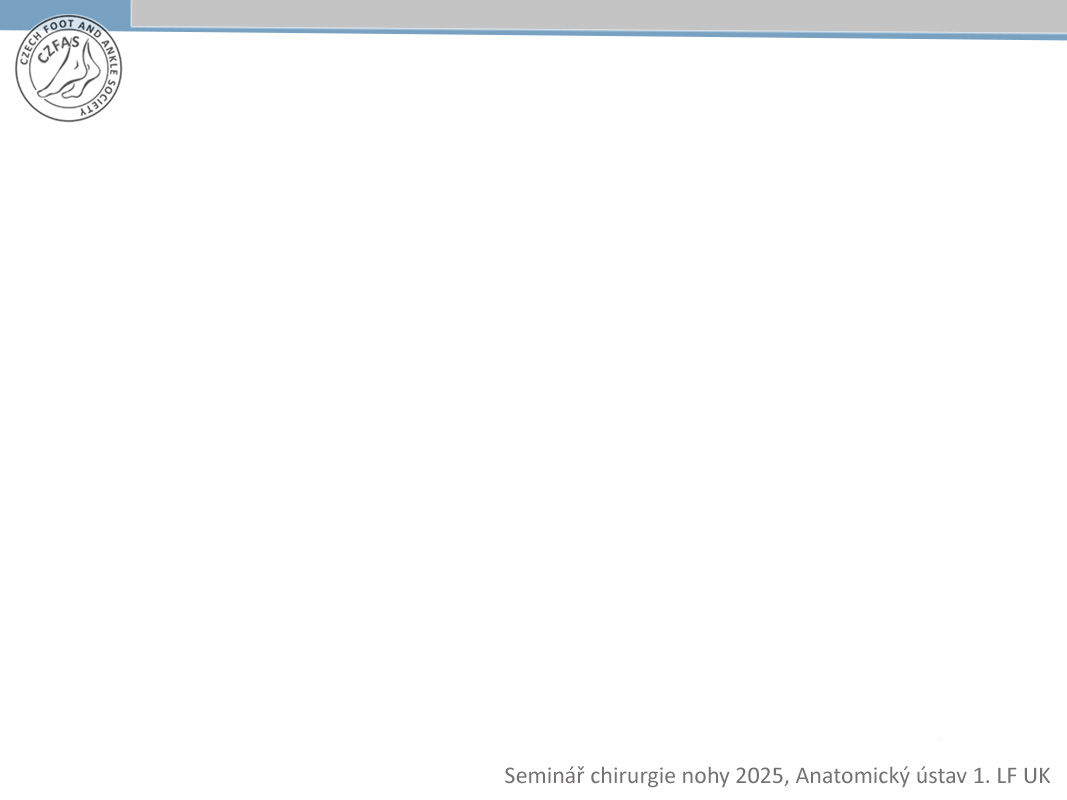 CZECH FOOT AND ANKLE SOCIETY
CZFAS
Seminář chirurgie nohy 2025, Anatomický ústav 1. LF UK